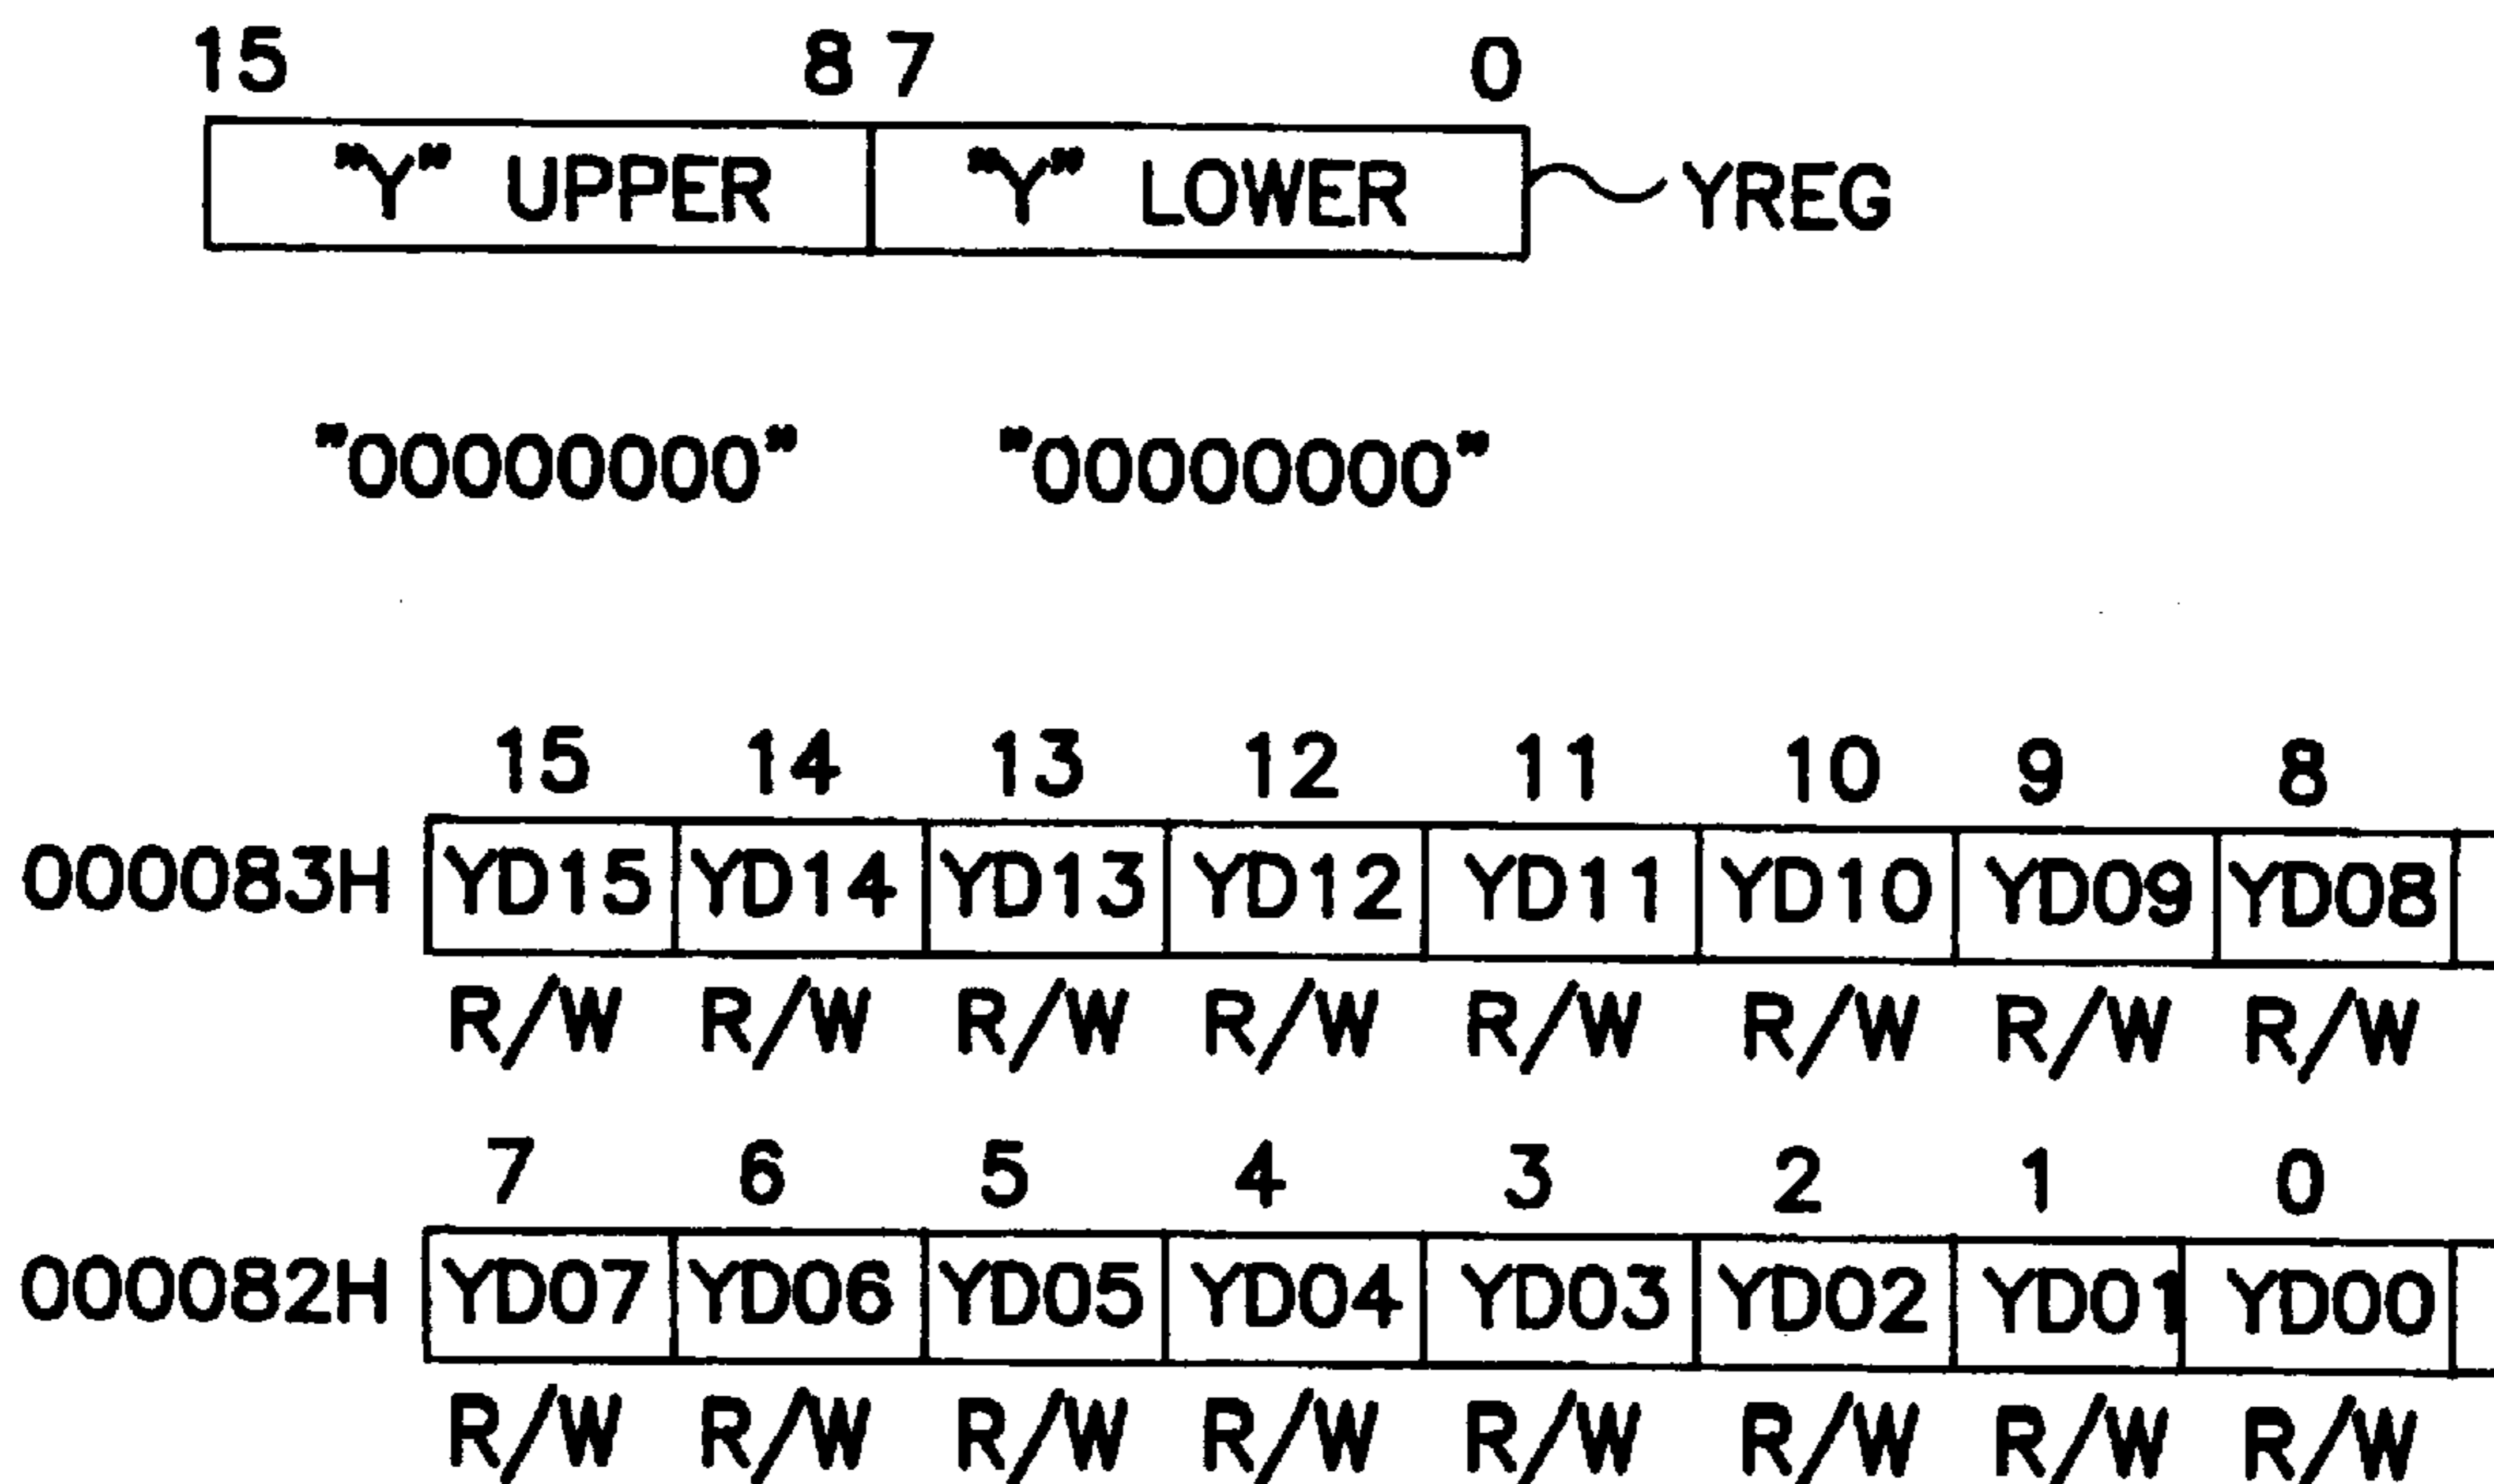 15 8 7 0
"Y" UPPER "Y" LOWER YREG
"00000000" "00000000"
15 14 13 12 11 10 9 8
000083H YD15 YD14 YD13 YD12 YD11 YD10 YD09 YD08
R/W R/W R/W R/W R/W R/W R/W R/W
7 6 5 4 3 2 1 0
000082H YD07 YD06 YD05 YD04 YD03 YD02 YD01 YD00
R/W R/W R/W R/W R/W R/W R/W R/W